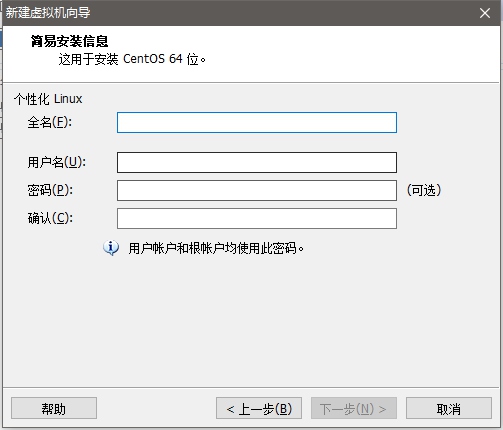 新建虚拟机向导
简易安装信息
这用于安装 CentOS 64 位。
个性化 Linux
全名(F):
用户名(U):
密码(P):
(可选)
确认(C):
用户帐户和根帐户均使用此密码。
帮助
< 上一步(B)
下一步(N) >
取消